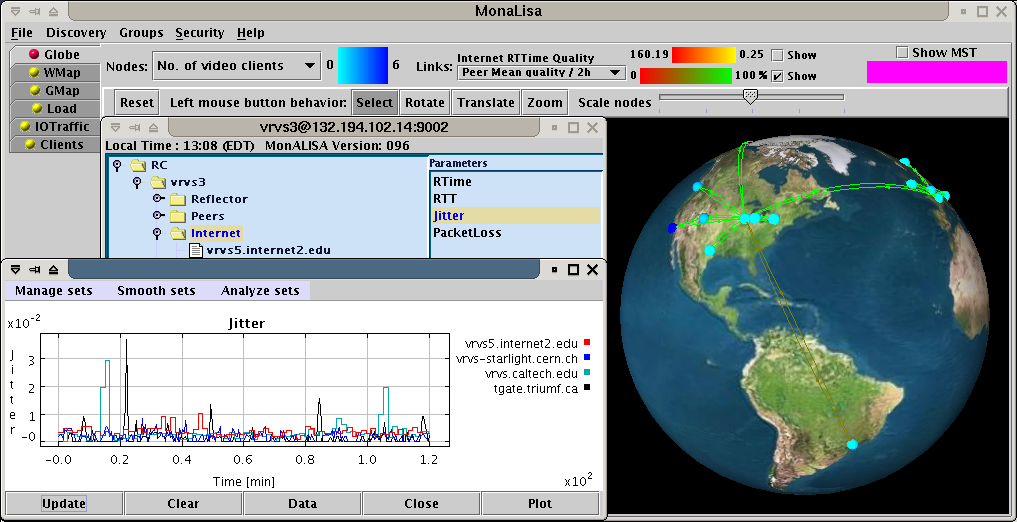 MonaLisa
File Discovery Groups Security Help
Globe
WMap
GMap
Load
IOTraffic
Clients
Nodes: No. of video clients 0 6
Links: Internet RTTime Quality
Peer Mean quality / 2h
160.19 0.25 Show
0 100 % Show
Show MST
Reset Left mouse button behavior: Select Rotate Translate Zoom Scale nodes
vrvs3@132.194.102.14:9002
Local Time : 13:08 (EDT) MonALISA Version: 096
RC
vrvs3
Reflector
Peers
Internet
vrvs5.internet2.edu
Parameters
RTime
RTT
Jitter
PacketLoss
Manage sets Smooth sets Analyze sets
Jitter
x10-2
Jitter
3
2
1
-0
vrvs5.internet2.edu
vrvs-starlight.cern.ch
vrvs.caltech.edu
tgate.triumf.ca
-0.0 0.2 0.4 0.6 0.8 1.0 1.2
Time [min]
x10²
Update Clear Data Close Plot